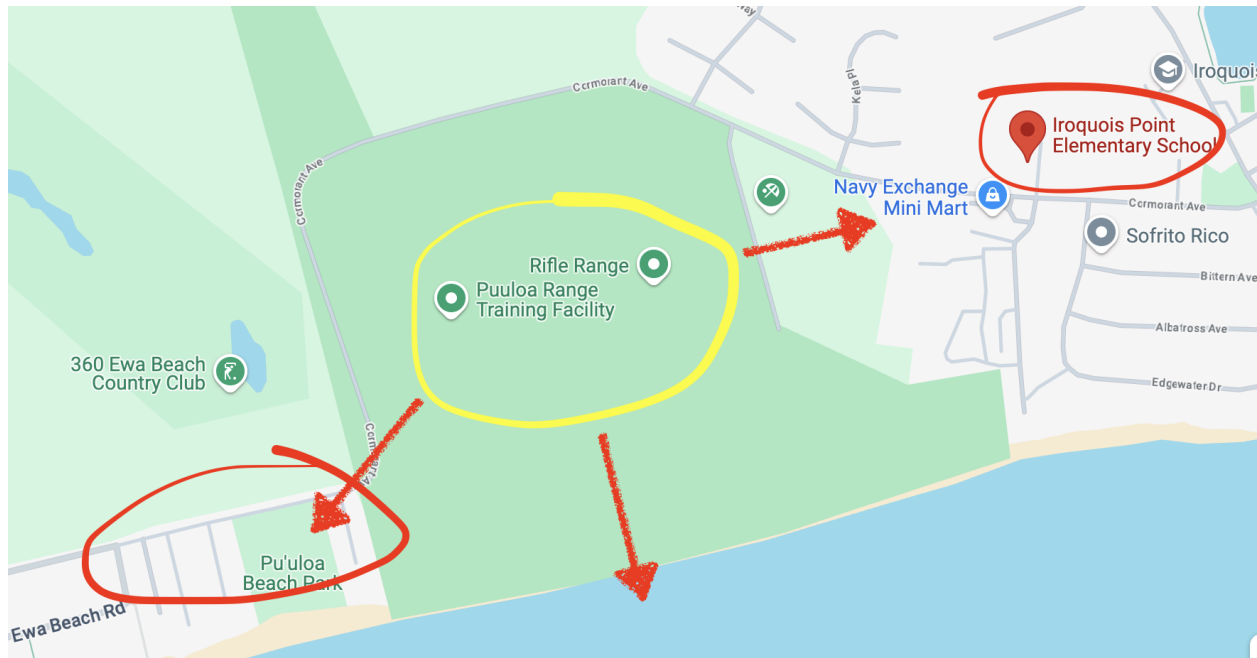 way
Cormorant Ave
Kela Pl
Iroquois
Iroquois Point
Elementary School
Cormorant Ave
Navy Exchange
Mini Mart
Cormorant Ave
Sofrito Rico
Rifle Range
Puuloa Range
Training Facility
Bittern Ave
Albatross Ave
360 Ewa Beach
Country Club
Edgewater Dr
Cormorant A
Pu'uloa
Beach Park
Ewa Beach Rd